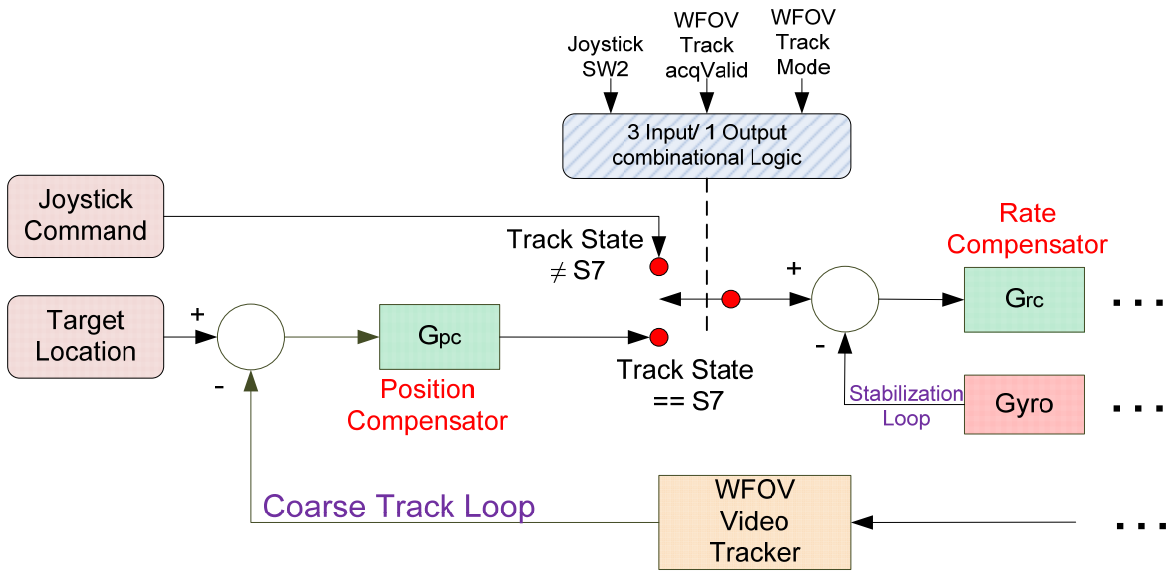 Joystick
SW2
WFOV
Track
acqValid
WFOV
Track
Mode
3 Input/ 1 Output
combinational Logic
Joystick
Command
Track State
≠ S7
Rate
Compensator
+
Grc
. . .
Target
Location
+
-
Gpc
Position
Compensator
Track State
== S7
-
Stabilization
Loop
Gyro
. . .
Coarse Track Loop
WFOV
Video
Tracker
. . .